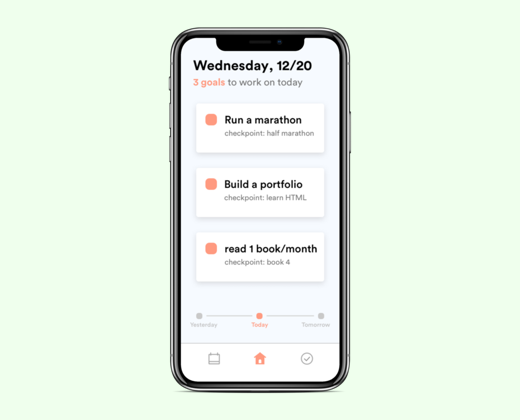 Wednesday, 12/20
3 goals to work on today
Run a marathon
checkpoint: half marathon
Build a portfolio
checkpoint: learn HTML
read 1 book/month
checkpoint: book 4
Yesterday Today Tomorrow